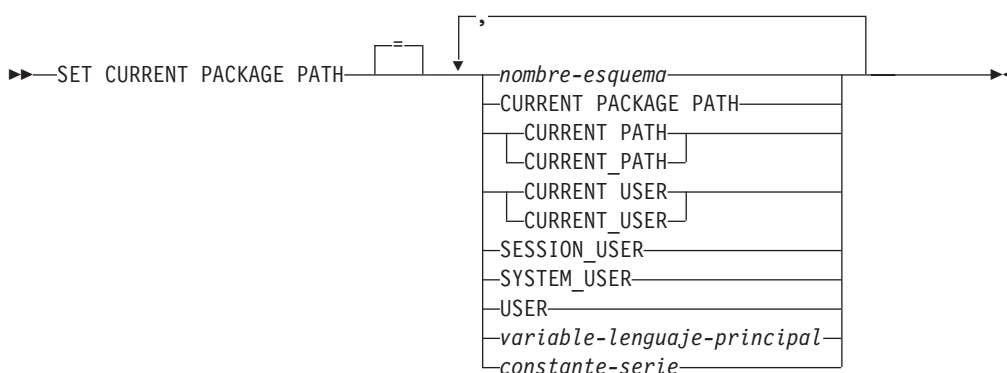 ,
=
SET CURRENT PACKAGE PATH
nombre-esquema
CURRENT PACKAGE PATH
CURRENT PATH
CURRENT_PATH
CURRENT USER
CURRENT_USER
SESSION_USER
SYSTEM_USER
USER
variable-lenguaje-principal
constante-serie